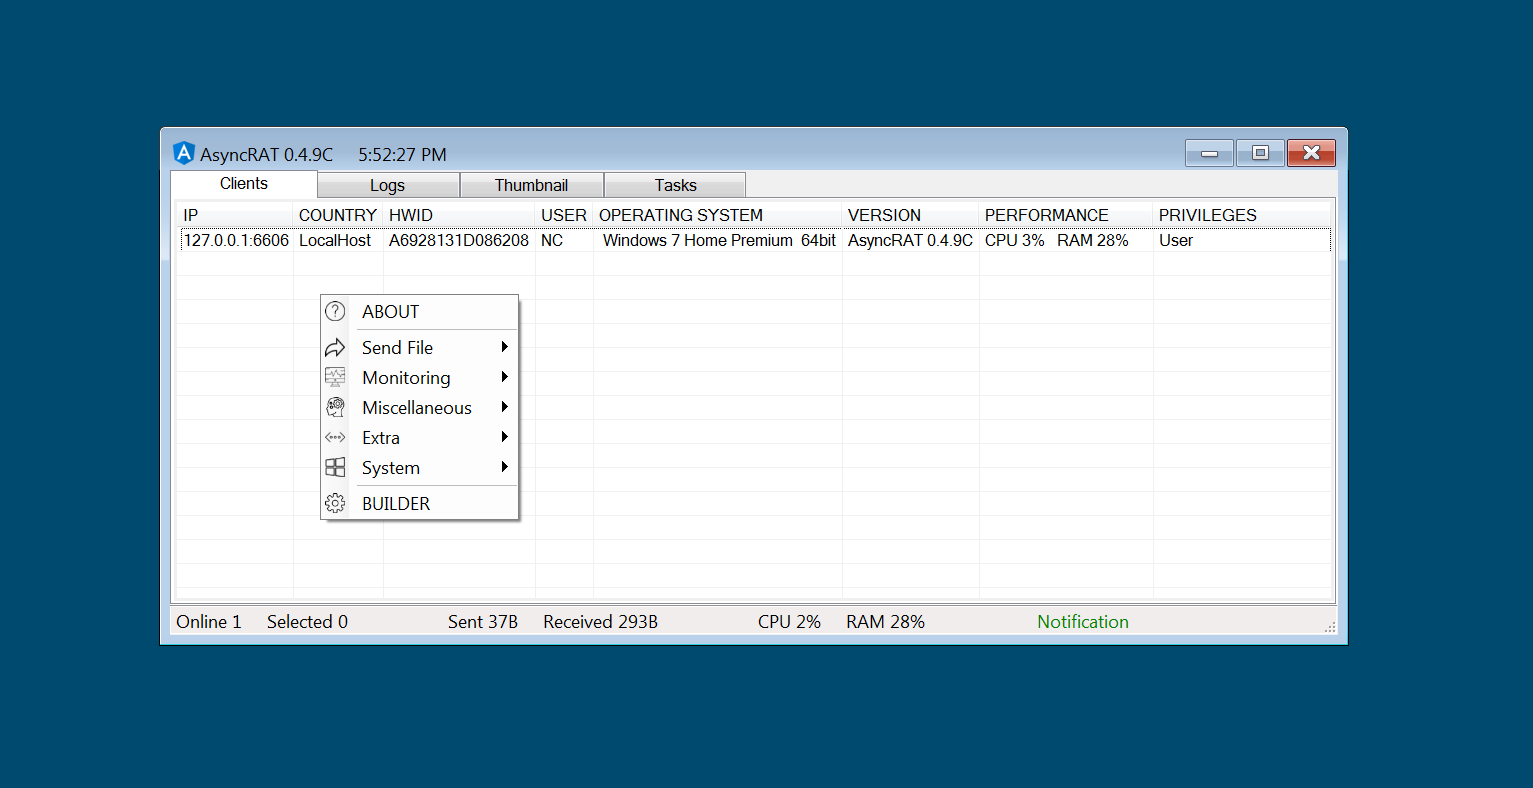 AsyncRAT 0.4.9C 5:52:27 PM
Clients Logs Thumbnail Tasks
IP COUNTRY HWID USER OPERATING SYSTEM VERSION PERFORMANCE PRIVILEGES
127.0.0.1:6606 LocalHost A6928131D086208 NC Windows 7 Home Premium 64bit AsyncRAT 0.4.9C CPU 3% RAM 28% User
ABOUT
Send File
Monitoring
Miscellaneous
Extra
System
BUILDER
Online 1 Selected 0 Sent 37B Received 293B CPU 2% RAM 28% Notification